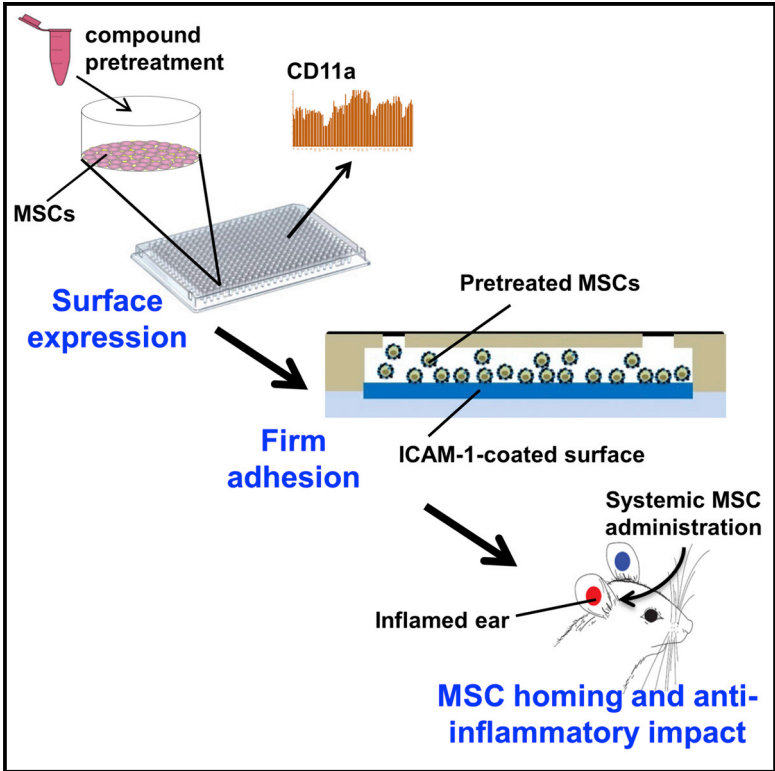 compound
pretreatment
CD11a
MSCs
Surface
expression
Pretreated MSCs
Firm
adhesion
ICAM-1-coated surface
Systemic MSC
administration
Inflamed ear
MSC homing and anti-
inflammatory impact